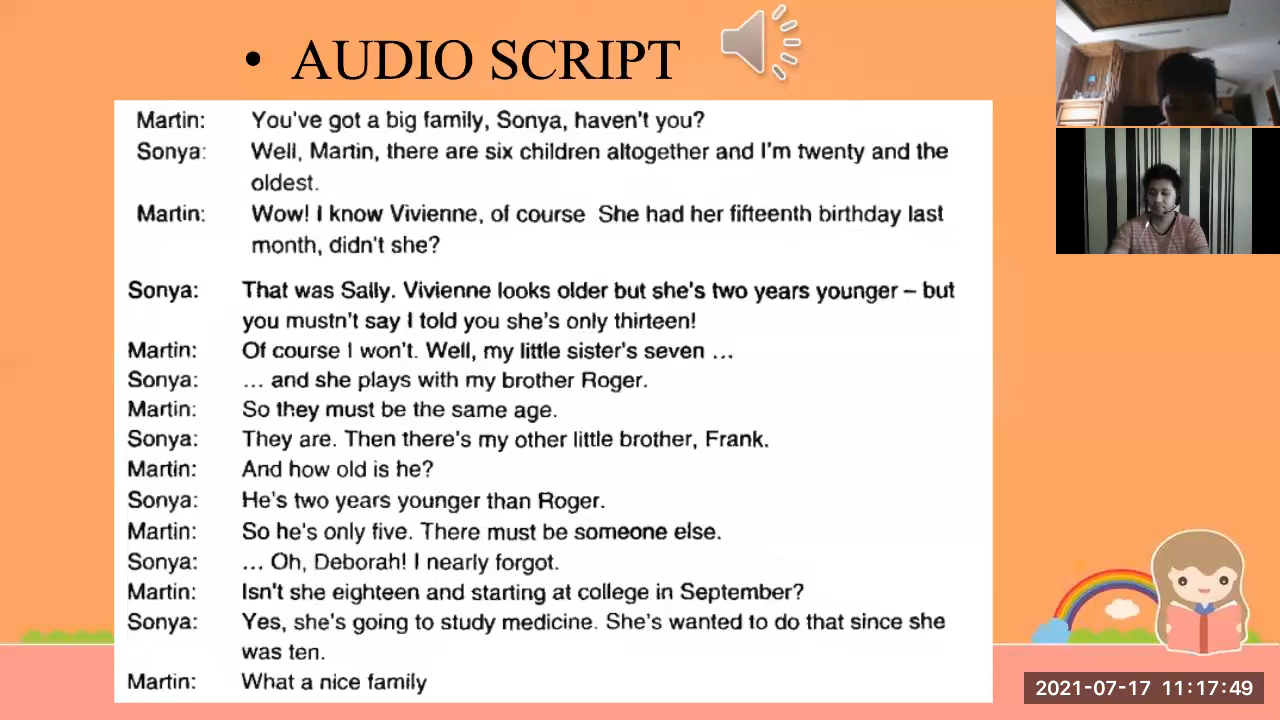 • AUDIO SCRIPT
Martin: You've got a big family, Sonya, haven't you?
Sonya: Well, Martin, there are six children altogether and I'm twenty and the
oldest.
Martin: Wow! I know Vivienne, of course She had her fifteenth birthday last
month, didn't she?
Sonya: That was Sally. Vivienne looks older but she's two years younger – but
you mustn't say I told you she's only thirteen!
Martin: Of course I won't. Well, my little sister's seven ...
Sonya: ... and she plays with my brother Roger.
Martin: So they must be the same age.
Sonya: They are. Then there's my other little brother, Frank.
Martin: And how old is he?
Sonya: He's two years younger than Roger.
Martin: So he's only five. There must be someone else.
Sonya: ... Oh, Deborah! I nearly forgot.
Martin: Isn't she eighteen and starting at college in September?
Sonya: Yes, she's going to study medicine. She's wanted to do that since she
was ten.
Martin: What a nice family
2021-07-17 11:17:49